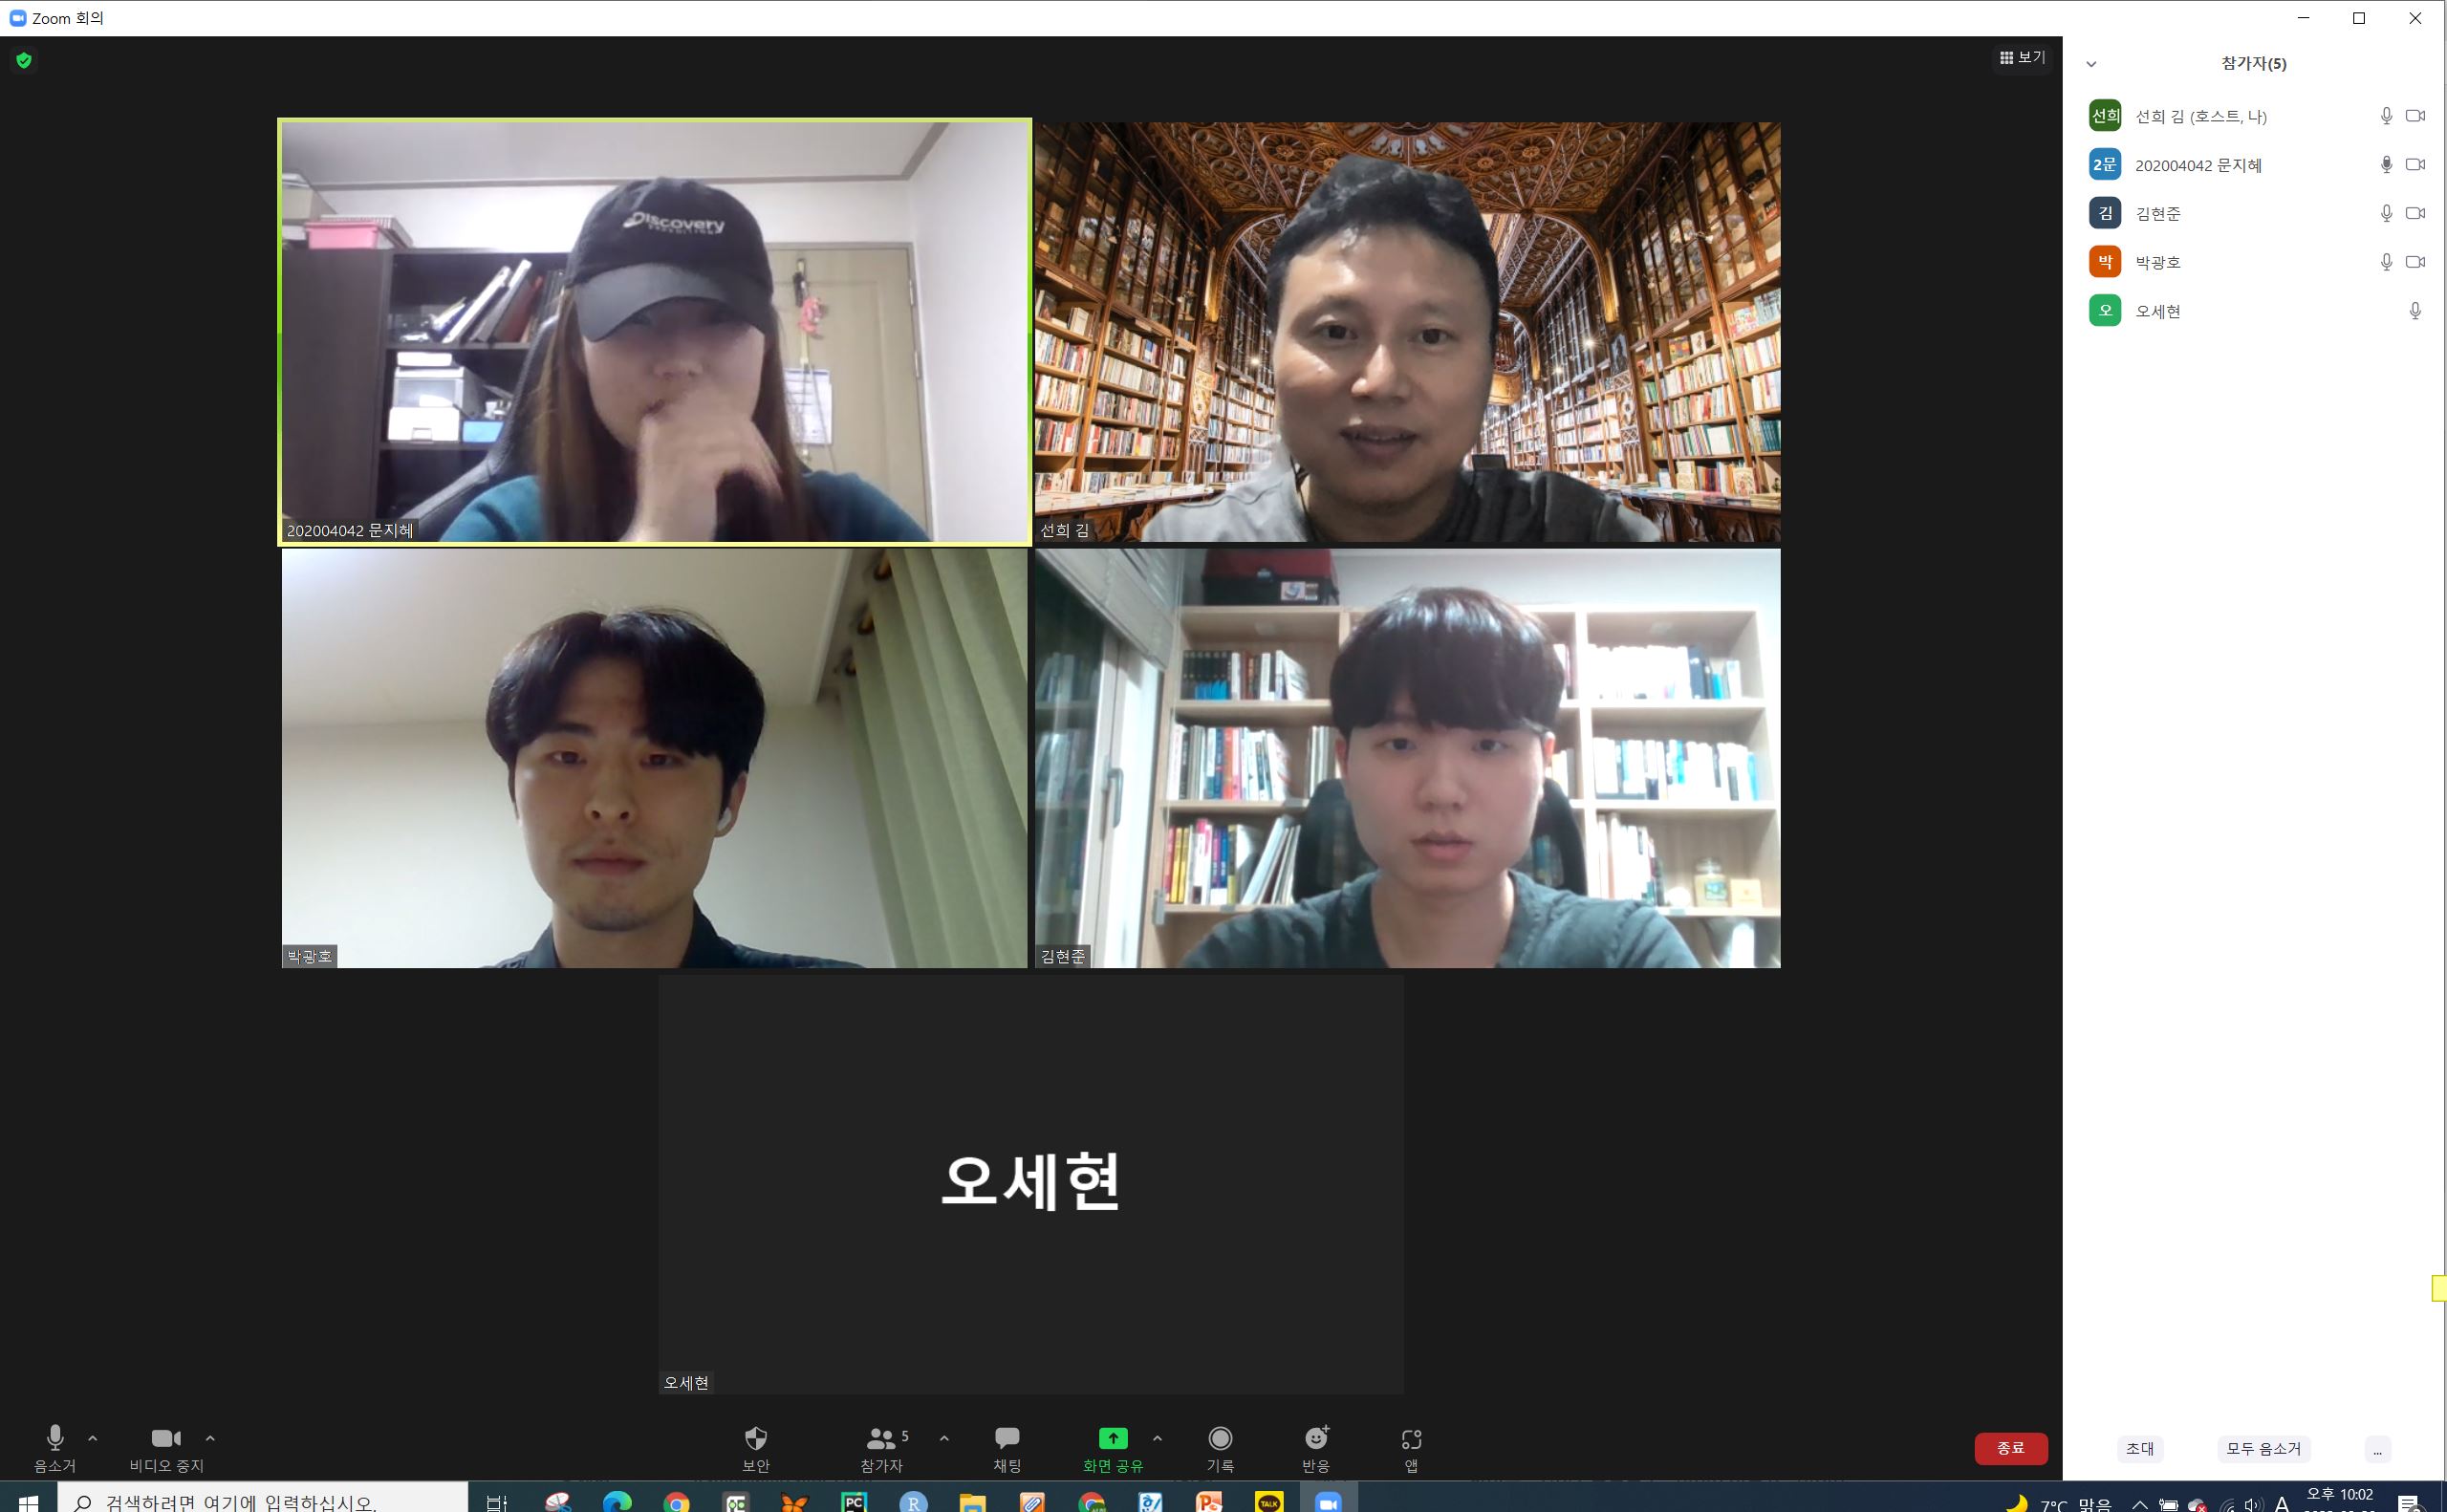 Zoom 회의
보기
참가자(5)
선희 선희 김 (호스트, 나)
2문 202004042 문지혜
김 김현준
박 박광호
오 오세현
Discovery
202004042 문지혜
선희 김
박광호
김현준
오세현
오세현
음소거
비디오 중지
보안
참가자 5
채팅
화면 공유
기록
반응
앱
종료
초대
모두 음소거
...
검색하려면 여기에 입력하십시오.
PC
R
TALK
7°C 맑음
A
오후 10:02